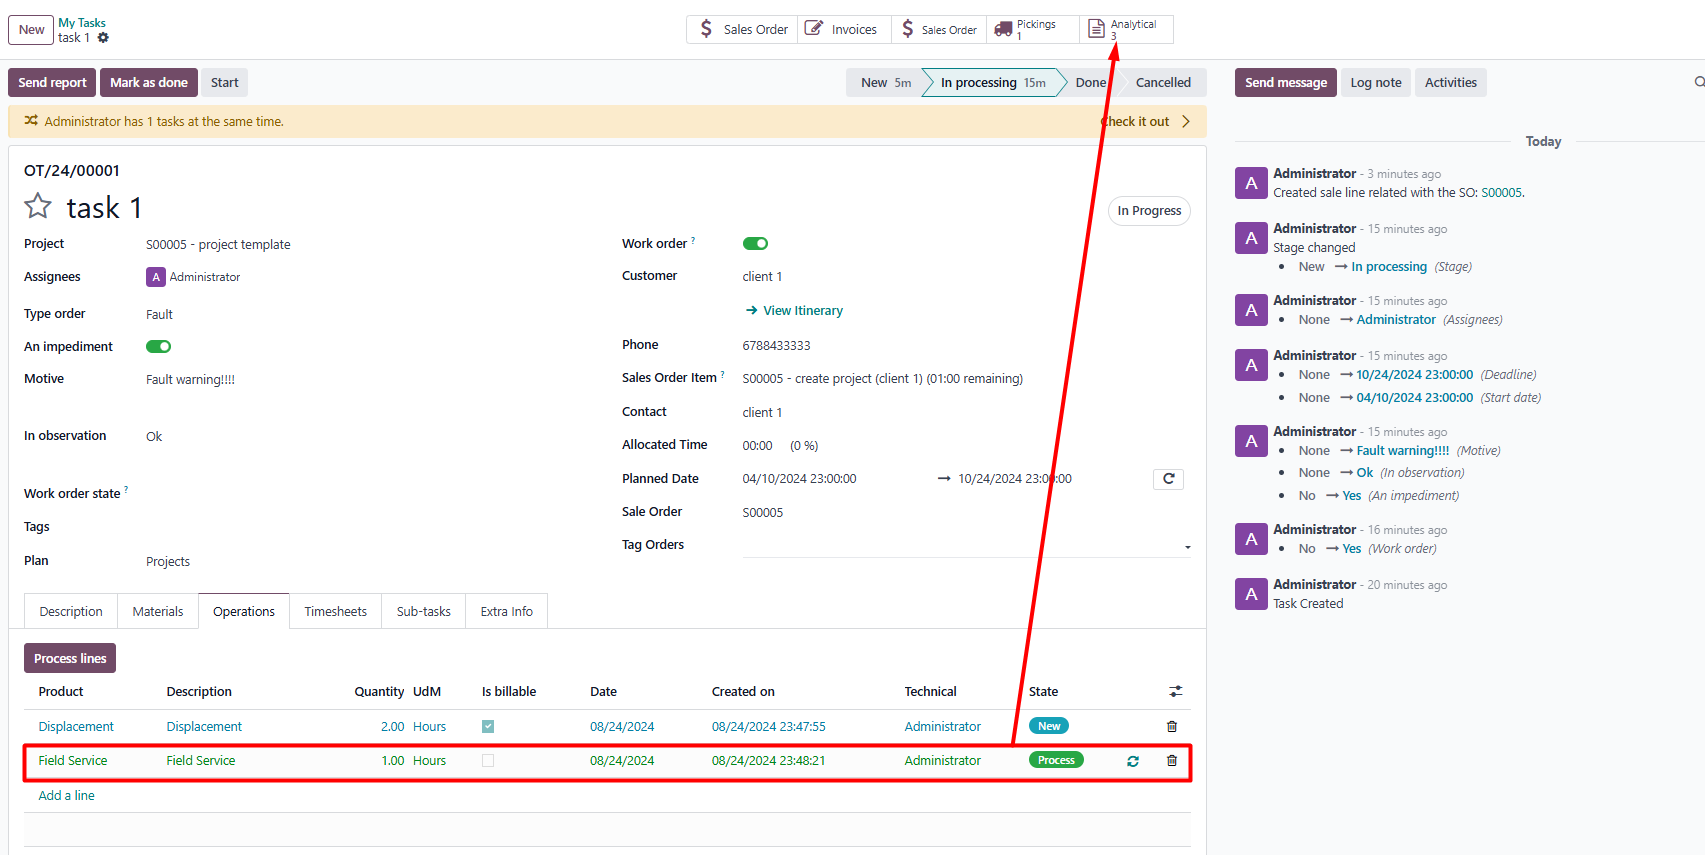 New
My Tasks
task 1
$ Sales Order
Invoices
$ Sales Order
Pickings
1
Analytical
3
Send report
Mark as done
Start
New 5m
In processing 15m
Done
Cancelled
Send message
Log note
Activities
Administrator has 1 tasks at the same time.
Check it out
OT/24/00001
task 1
In Progress
Project S00005 - project template
Assignees A Administrator
Type order Fault
An impediment
Motive Fault warning!!!!
In observation Ok
Work order state ?
Tags
Plan Projects
Work order ?
Customer client 1
→ View Itinerary
Phone 6788433333
Sales Order Item ? S00005 - create project (client 1) (01:00 remaining)
Contact client 1
Allocated Time 00:00 (0 %)
Planned Date 04/10/2024 23:00:00 → 10/24/2024 23:00:00
Sale Order S00005
Tag Orders
Description
Materials
Operations
Timesheets
Sub-tasks
Extra Info
Process lines
Product Description Quantity UdM Is billable Date Created on Technical State
Displacement Displacement 2.00 Hours 08/24/2024 08/24/2024 23:47:55 Administrator New
Field Service Field Service 1.00 Hours 08/24/2024 08/24/2024 23:48:21 Administrator Process
Add a line
Today
A Administrator - 3 minutes ago
Created sale line related with the SO: S00005.
A Administrator - 15 minutes ago
Stage changed
• New → In processing (Stage)
A Administrator - 15 minutes ago
• None → Administrator (Assignees)
A Administrator - 15 minutes ago
• None → 10/24/2024 23:00:00 (Deadline)
• None → 04/10/2024 23:00:00 (Start date)
A Administrator - 15 minutes ago
• None → Fault warning!!!! (Motive)
• None → Ok (In observation)
• No → Yes (An impediment)
A Administrator - 16 minutes ago
• No → Yes (Work order)
A Administrator - 20 minutes ago
Task Created